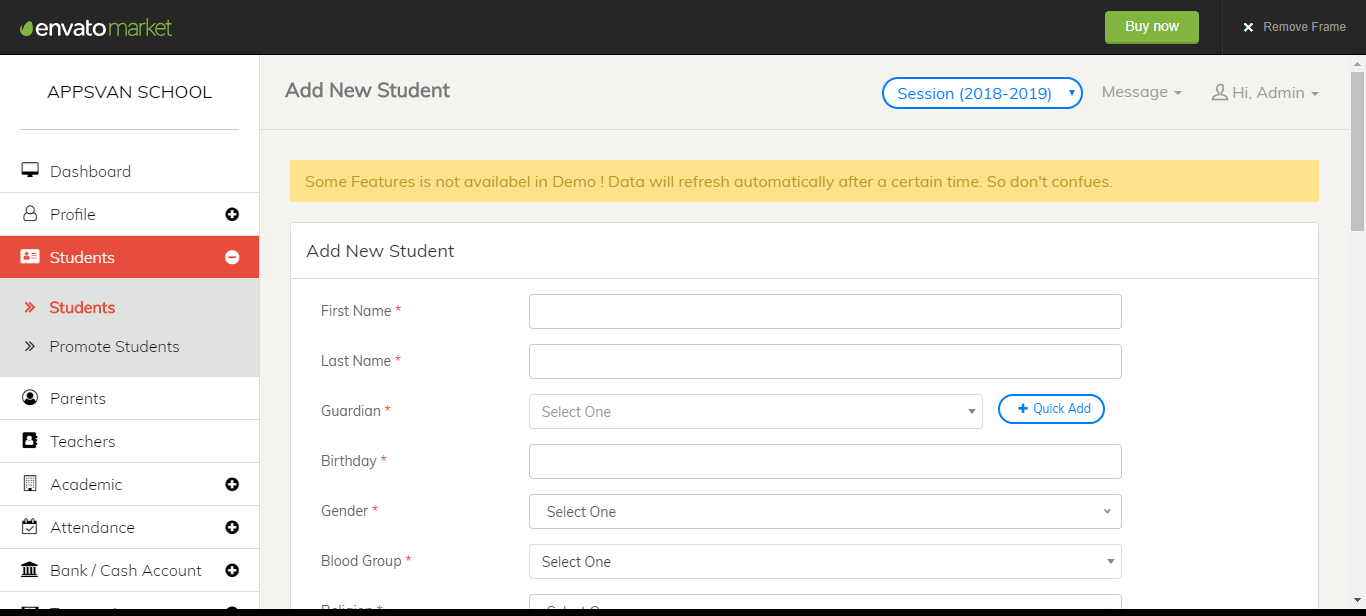 envatomarket
Buy now
Remove Frame
APPSVAN SCHOOL
Add New Student
Session (2018-2019)
Message
Hi, Admin
Dashboard
Profile
Students
Students
Promote Students
Parents
Teachers
Academic
Attendance
Bank / Cash Account
Some Features is not availabel in Demo ! Data will refresh automatically after a certain time. So don't confues.
Add New Student
First Name *
Last Name *
Guardian *
Select One
Quick Add
Birthday *
Gender *
Select One
Blood Group *
Select One
Religion *
Select One